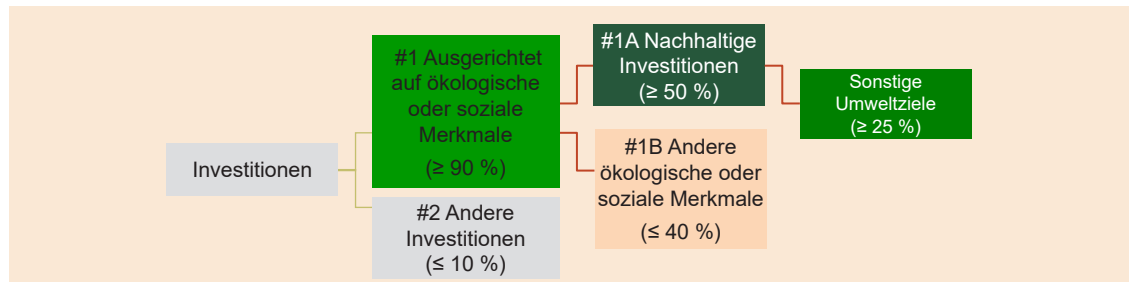 Investitionen
#1 Ausgerichtet
auf ökologische
oder soziale
Merkmale
(≥ 90 %)
#2 Andere
Investitionen
(≤ 10 %)
#1A Nachhaltige
Investitionen
(≥ 50 %)
#1B Andere
ökologische oder
soziale Merkmale
(≤ 40 %)
Sonstige
Umweltziele
(≥ 25 %)